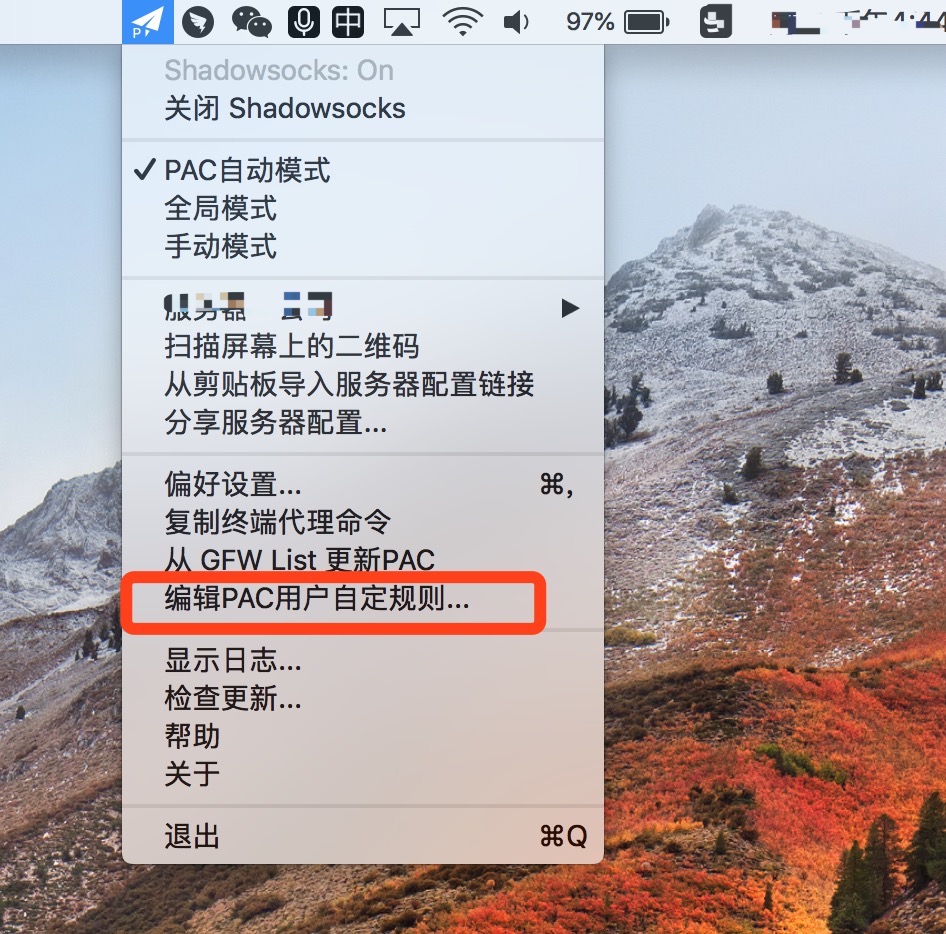 P 中 97%
Shadowsocks: On
关闭 Shadowsocks
✓ PAC自动模式
全局模式
手动模式
扫描屏幕上的二维码
从剪贴板导入服务器配置链接
分享服务器配置...
偏好设置... ⌘,
复制终端代理命令
从 GFW List 更新PAC
编辑PAC用户自定规则...
显示日志...
检查更新...
帮助
关于
退出 ⌘Q